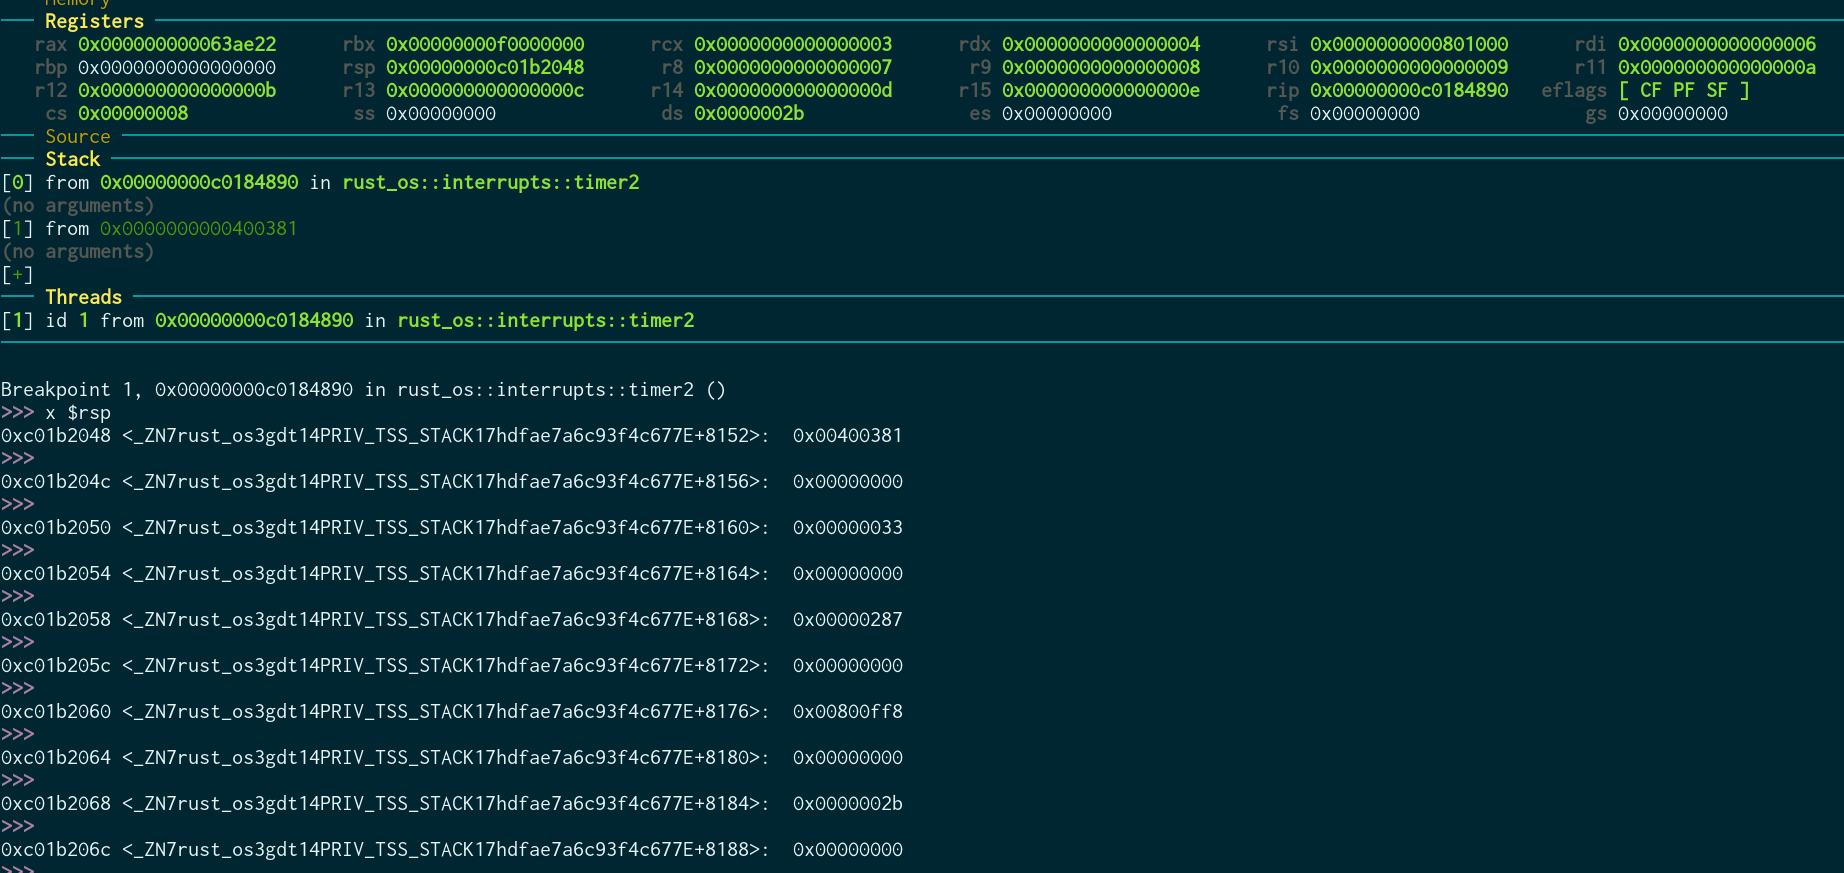 Memory
Registers
rax 0x000000000063ae22 rbx 0x00000000f0000000 rcx 0x0000000000000003 rdx 0x0000000000000004 rsi 0x0000000000801000 rdi 0x0000000000000006
rbp 0x0000000000000000 rsp 0x00000000c01b2048 r8 0x0000000000000007 r9 0x0000000000000008 r10 0x0000000000000009 r11 0x000000000000000a
r12 0x000000000000000b r13 0x000000000000000c r14 0x000000000000000d r15 0x000000000000000e rip 0x00000000c0184890 eflags [ CF PF SF ]
cs 0x00000008 ss 0x00000000 ds 0x0000002b es 0x00000000 fs 0x00000000 gs 0x00000000
Source
Stack
[0] from 0x00000000c0184890 in rust_os::interrupts::timer2
(no arguments)
[1] from 0x0000000000400381
(no arguments)
[+]
Threads
[1] id 1 from 0x00000000c0184890 in rust_os::interrupts::timer2
Breakpoint 1, 0x00000000c0184890 in rust_os::interrupts::timer2 ()
>>> x $rsp
0xc01b2048 <_ZN7rust_os3gdt14PRIV_TSS_STACK17hdfae7a6c93f4c677E+8152>: 0x00400381
>>>
0xc01b204c <_ZN7rust_os3gdt14PRIV_TSS_STACK17hdfae7a6c93f4c677E+8156>: 0x00000000
>>>
0xc01b2050 <_ZN7rust_os3gdt14PRIV_TSS_STACK17hdfae7a6c93f4c677E+8160>: 0x00000033
>>>
0xc01b2054 <_ZN7rust_os3gdt14PRIV_TSS_STACK17hdfae7a6c93f4c677E+8164>: 0x00000000
>>>
0xc01b2058 <_ZN7rust_os3gdt14PRIV_TSS_STACK17hdfae7a6c93f4c677E+8168>: 0x00000287
>>>
0xc01b205c <_ZN7rust_os3gdt14PRIV_TSS_STACK17hdfae7a6c93f4c677E+8172>: 0x00000000
>>>
0xc01b2060 <_ZN7rust_os3gdt14PRIV_TSS_STACK17hdfae7a6c93f4c677E+8176>: 0x00800ff8
>>>
0xc01b2064 <_ZN7rust_os3gdt14PRIV_TSS_STACK17hdfae7a6c93f4c677E+8180>: 0x00000000
>>>
0xc01b2068 <_ZN7rust_os3gdt14PRIV_TSS_STACK17hdfae7a6c93f4c677E+8184>: 0x0000002b
>>>
0xc01b206c <_ZN7rust_os3gdt14PRIV_TSS_STACK17hdfae7a6c93f4c677E+8188>: 0x00000000
>>>